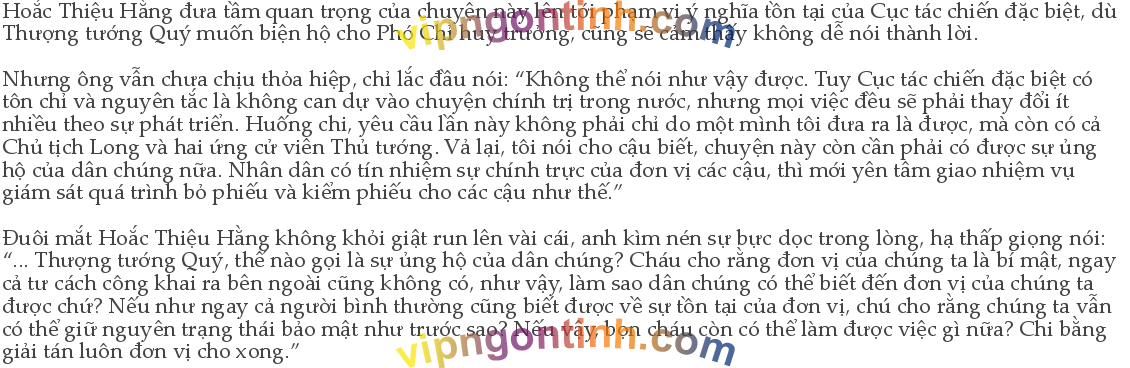 Hoắc Thiệu Hằng đưa tầm quan trọng của chuyện này lên tới phạm vi ý nghĩa tồn tại của Cục tác chiến đặc biệt, dù
Thượng tướng Quý muốn biện hộ cho Phó Chỉ huy trưởng, cũng sẽ cảm thấy không dễ nói thành lời.
vipngontinh.com
Nhưng ông vẫn chưa chịu thỏa hiệp, chỉ lắc đầu nói: “Không thể nói như vậy được. Tuy Cục tác chiến đặc biệt có
tôn chỉ và nguyên tắc là không can dự vào chuyện chính trị trong nước, nhưng mọi việc đều sẽ phải thay đổi ít
nhiều theo sự phát triển. Huống chi, yêu cầu lần này không phải chỉ do một mình tôi đưa ra là được, mà còn có cả
Chủ tịch Long và hai ứng cử viên Thủ tướng. Vả lại, tôi nói cho cậu biết, chuyện này còn cần phải có được sự ủng
hộ của dân chúng nữa. Nhân dân có tín nhiệm sự chính trực của đơn vị các cậu, thì mới yên tâm giao nhiệm vụ
giám sát quá trình bỏ phiếu và kiểm phiếu cho các cậu như thế.”
Đuôi mắt Hoắc Thiệu Hằng không khỏi giật run lên vài cái, anh kìm nén sự bực dọc trong lòng, hạ thấp giọng nói:
“... Thượng tướng Quý, thế nào gọi là sự ủng hộ của dân chúng? Cháu cho rằng đơn vị của chúng ta là bí mật, ngay
cả tư cách công khai ra bên ngoài cũng không có, như vậy, làm sao dân chúng có thể biết đến đơn vị của chúng ta
được chứ? Nếu như ngay cả người bình thường cũng biết được về sự tồn tại của đơn vị, chú cho rằng chúng ta vẫn
có thể giữ nguyên trạng thái bảo mật như trước sao? Nếu vậy, bọn cháu còn có thể làm được việc gì nữa? Chi bằng
giải tán luôn đơn vị cho xong.”
vipngontinh.com